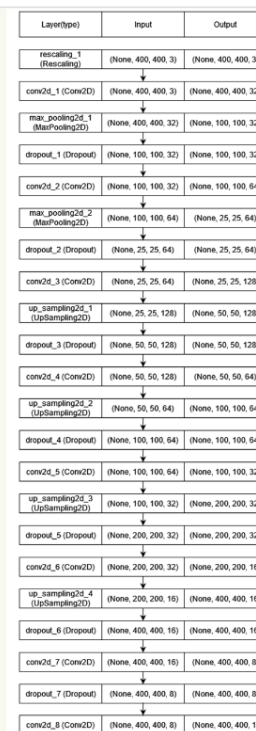 Layer(type) Input Output
rescaling_1
(Rescaling) (None, 400, 400, 3) (None, 400, 400, 3
conv2d_1 (Conv2D) (None, 400, 400, 3) (None, 400, 400, 32
max_pooling2d_1
(MaxPooling2D) (None, 400, 400, 32) (None, 100, 100, 32
dropout_1 (Dropout) (None, 100, 100, 32) (None, 100, 100, 32
conv2d_2 (Conv2D) (None, 100, 100, 32) (None, 100, 100, 64
max_pooling2d_2
(MaxPooling2D) (None, 100, 100, 64) (None, 25, 25, 64)
dropout_2 (Dropout) (None, 25, 25, 64) (None, 25, 25, 64)
conv2d_3 (Conv2D) (None, 25, 25, 64) (None, 25, 25, 128
up_sampling2d_1
(UpSampling2D) (None, 25, 25, 128) (None, 50, 50, 128
dropout_3 (Dropout) (None, 50, 50, 128) (None, 50, 50, 128
conv2d_4 (Conv2D) (None, 50, 50, 128) (None, 50, 50, 64)
up_sampling2d_2
(UpSampling2D) (None, 50, 50, 64) (None, 100, 100, 64
dropout_4 (Dropout) (None, 100, 100, 64) (None, 100, 100, 64
conv2d_5 (Conv2D) (None, 100, 100, 64) (None, 100, 100, 32
up_sampling2d_3
(UpSampling2D) (None, 100, 100, 32) (None, 200, 200, 32
dropout_5 (Dropout) (None, 200, 200, 32) (None, 200, 200, 32
conv2d_6 (Conv2D) (None, 200, 200, 32) (None, 200, 200, 16
up_sampling2d_4
(UpSampling2D) (None, 200, 200, 16) (None, 400, 400, 16
dropout_6 (Dropout) (None, 400, 400, 16) (None, 400, 400, 16
conv2d_7 (Conv2D) (None, 400, 400, 16) (None, 400, 400, 8
dropout_7 (Dropout) (None, 400, 400, 8) (None, 400, 400, 8
conv2d_8 (Conv2D) (None, 400, 400, 8) (None, 400, 400, 1